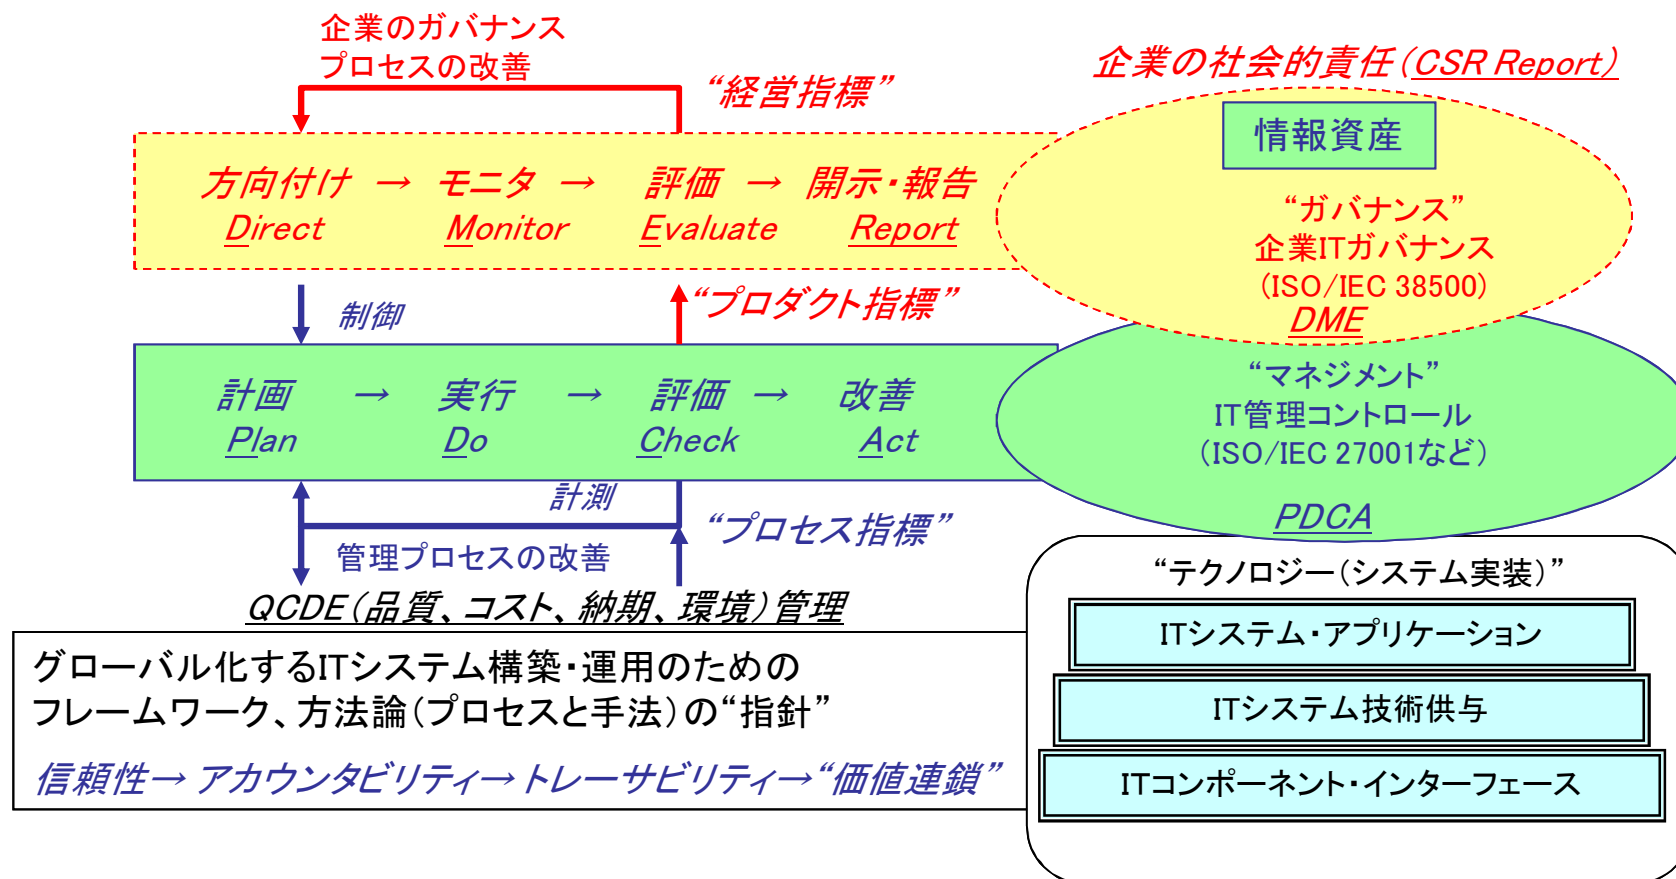 企業のガバナンス
プロセスの改善
“経営指標”
企業の社会的責任（CSR Report）
情報資産
方向付け → モニタ → 評価 → 開示・報告
Direct Monitor Evaluate Report
“ガバナンス”
企業ITガバナンス
（ISO/IEC 38500）
DME
制御
“プロダクト指標”
計画 → 実行 → 評価 → 改善
Plan Do Check Act
“マネジメント”
IT管理コントロール
（ISO/IEC 27001など）
PDCA
計測
“プロセス指標”
管理プロセスの改善
QCDE（品質、コスト、納期、環境）管理
グローバル化するITシステム構築・運用のための
フレームワーク、方法論（プロセスと手法）の“指針”
信頼性→ アカウンタビリティ→トレーサビリティ→“価値連鎖”
“テクノロジー（システム実装）”
ITシステム・アプリケーション
ITシステム技術供与
ITコンポーネント・インターフェース